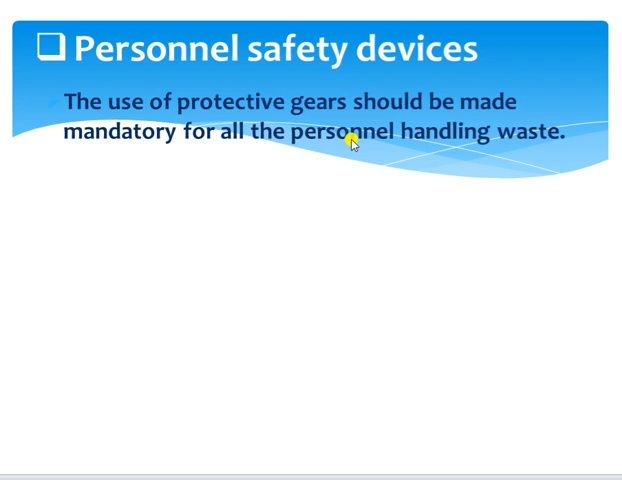 ❑ Personnel safety devices
The use of protective gears should be made
mandatory for all the personnel handling waste.